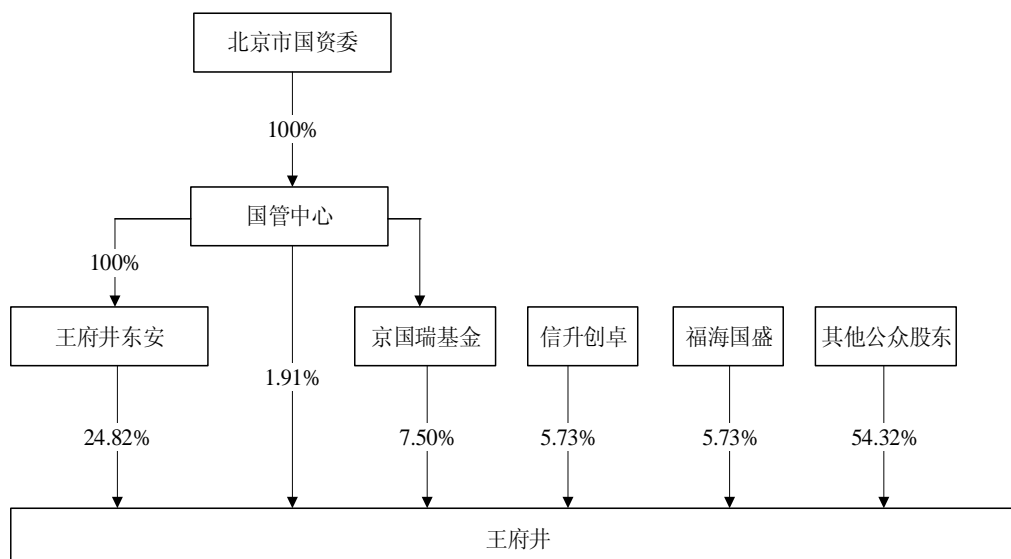 北京市国资委
100%
国管中心
100%
王府井东安
京国瑞基金
信升创卓
福海国盛
其他公众股东
1.91%
24.82%
7.50%
5.73%
5.73%
54.32%
王府井